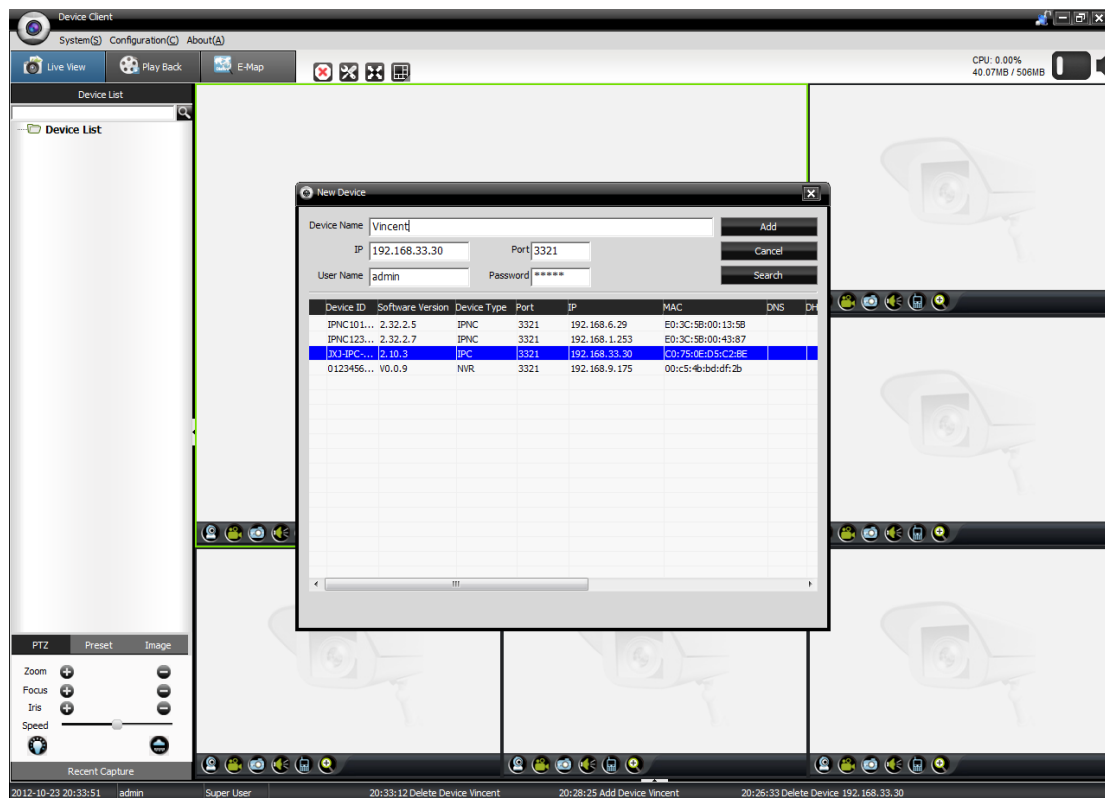 Device Client
System(S) Configuration(C) About(A)
Live View Play Back E-Map
CPU: 0.00%
40.07MB / 506MB
Device List
Device List
New Device
Device Name Vincent Add
IP 192.168.33.30 Port 3321 Cancel
User Name admin Password ***** Search
Device ID Software Version Device Type Port IP MAC DNS DH
IPNC101... 2.32.2.5 IPNC 3321 192.168.6.29 E0:3C:5B:00:13:5B
IPNC123... 2.32.2.7 IPNC 3321 192.168.1.253 E0:3C:5B:00:43:87
JXJ-IPC-... 2.10.3 IPC 3321 192.168.33.30 C0:75:0E:D5:C2:BE
0123456... V0.0.9 NVR 3321 192.168.9.175 00:c5:4b:bd:df:2b
PTZ Preset Image
Zoom
Focus
Iris
Speed
Recent Capture
2012-10-23 20:33:51 admin Super User 20:33:12 Delete Device Vincent 20:28:25 Add Device Vincent 20:26:33 Delete Device 192.168.33.30